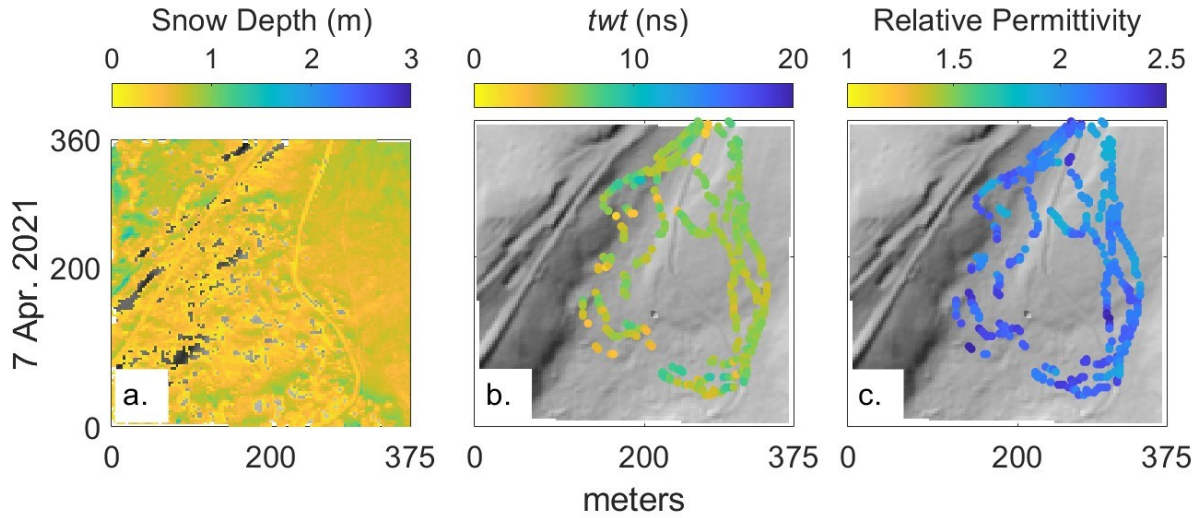 Snow Depth (m) twt (ns) Relative Permittivity
0 1 2 3 0 10 20 1 1.5 2 2.5
360
200
0
7 Apr. 2021
a. b. c.
0 200 375 0 200 375 0 200 375
meters